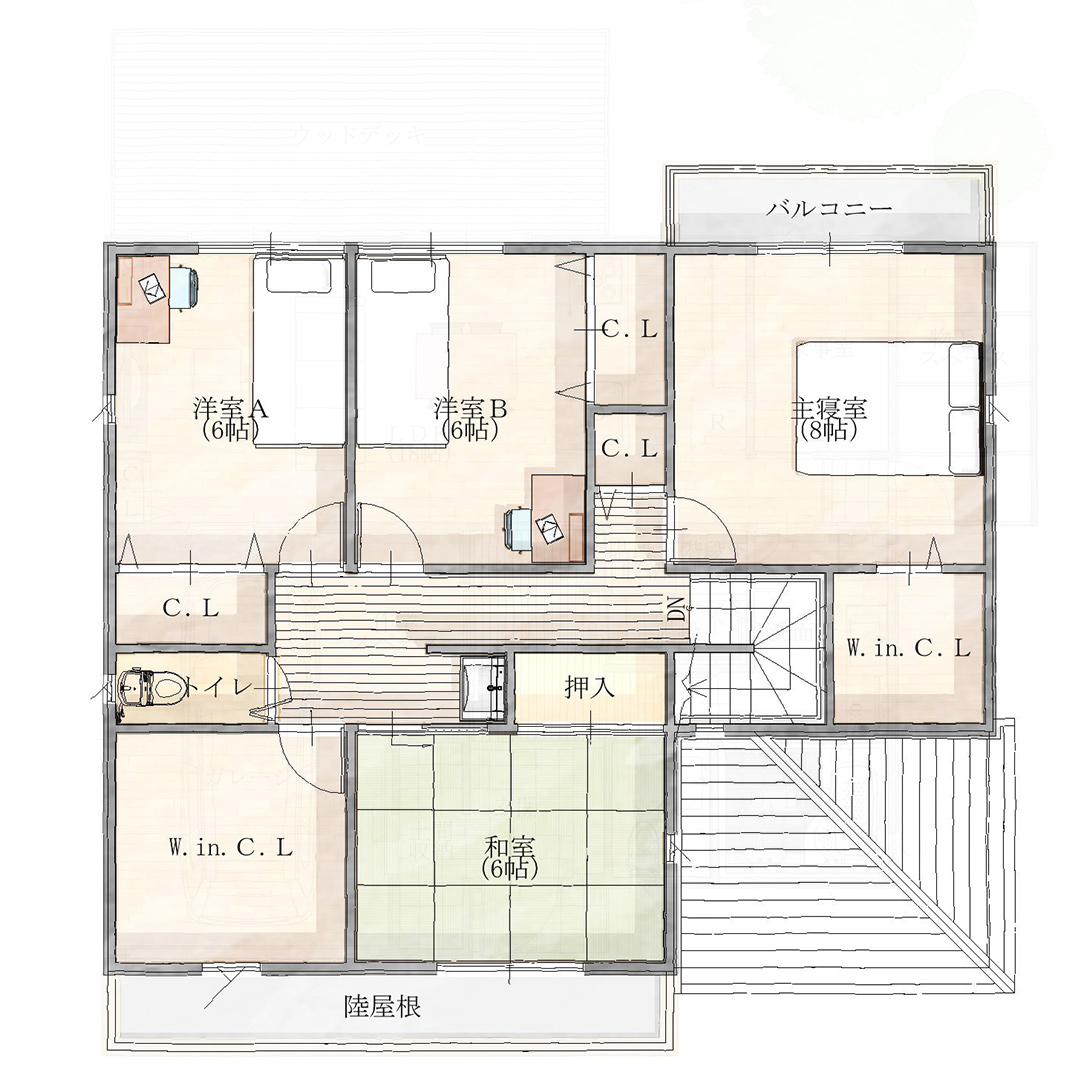 ウッドデッキ
バルコニー
C.L
洋室A
(6帖)
洋室B
(6帖)
主寝室
(8帖)
C.L
C.L
DN
W.in.C.L
トイレ
押入
W.in.C.L
和室
(6帖)
陸屋根